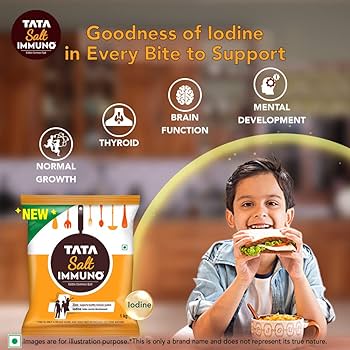 TATA
Salt
IMMUNO
Goodness of Iodine
in Every Bite to Support
NORMAL
GROWTH
THYROID
BRAIN
FUNCTION
MENTAL
DEVELOPMENT
NEW
TATA
Salt
IMMUNO
Zinc
Iodine
1 kg
Iodine
Images are for illustration purpose.*This is only a brand name and does not represent its true nature.